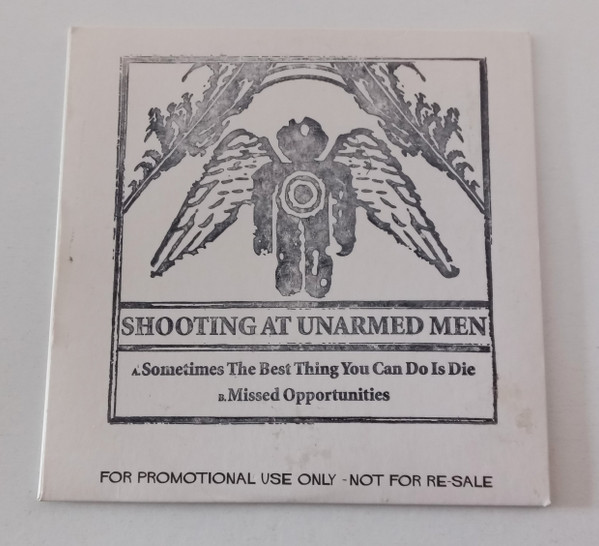 SHOOTING AT UNARMED MEN
A. Sometimes The Best Thing You Can Do Is Die
B. Missed Opportunities
FOR PROMOTIONAL USE ONLY - NOT FOR RE-SALE